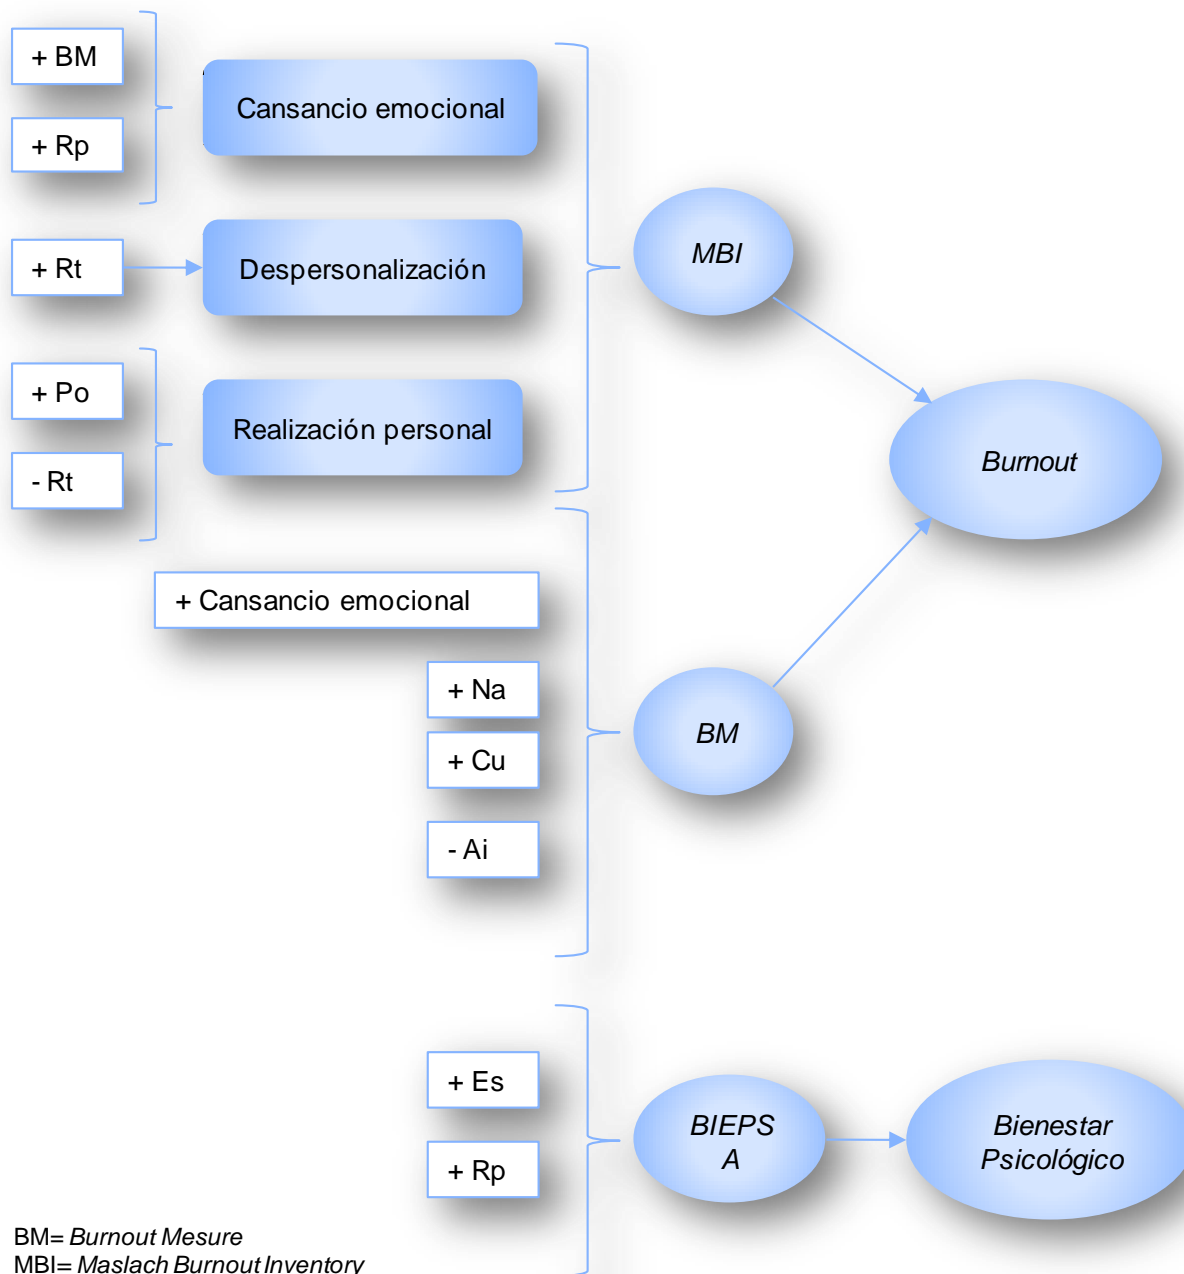 + BM
+ Rp
Cansancio emocional
+ Rt
Despersonalización
+ Po
- Rt
Realización personal
MBI
Burnout
+ Cansancio emocional
+ Na
+ Cu
- Ai
BM
+ Es
+ Rp
BIEPS
A
Bienestar
Psicológico
BM= Burnout Mesure
MBI= Maslach Burnout Inventory